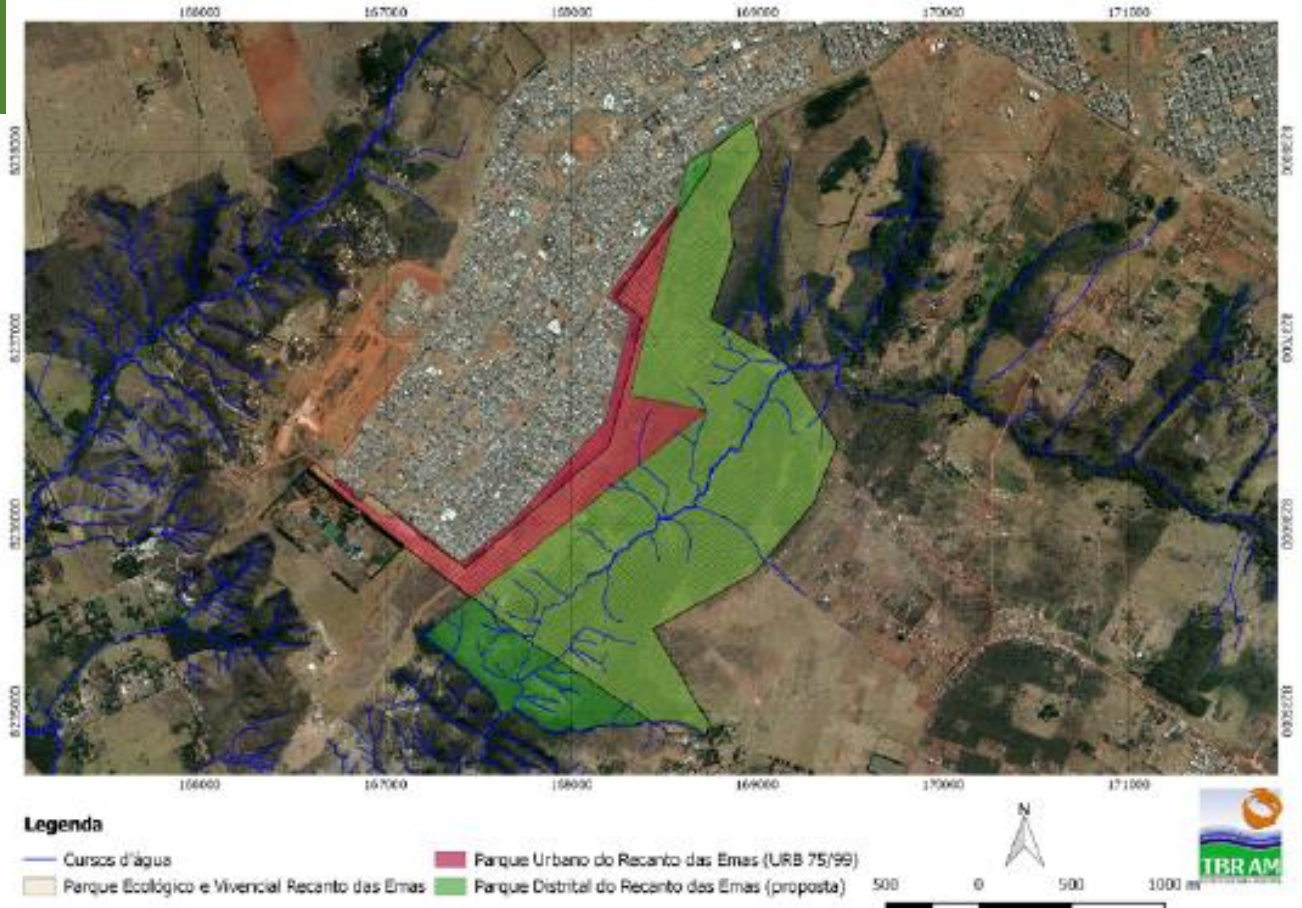 166000 167000 168000 169000 170000 171000
8238000 8238000
8237000 8237000
8236000 8236000
8235000 8235000
166000 167000 168000 169000 170000 171000
Legenda
Cursos d'água
Parque Ecológico e Vivencial Recanto das Emas
Parque Urbano do Recanto das Emas (URB 75/99)
Parque Distrital do Recanto das Emas (proposta)
N
500 0 500 1000 m
IBRAM